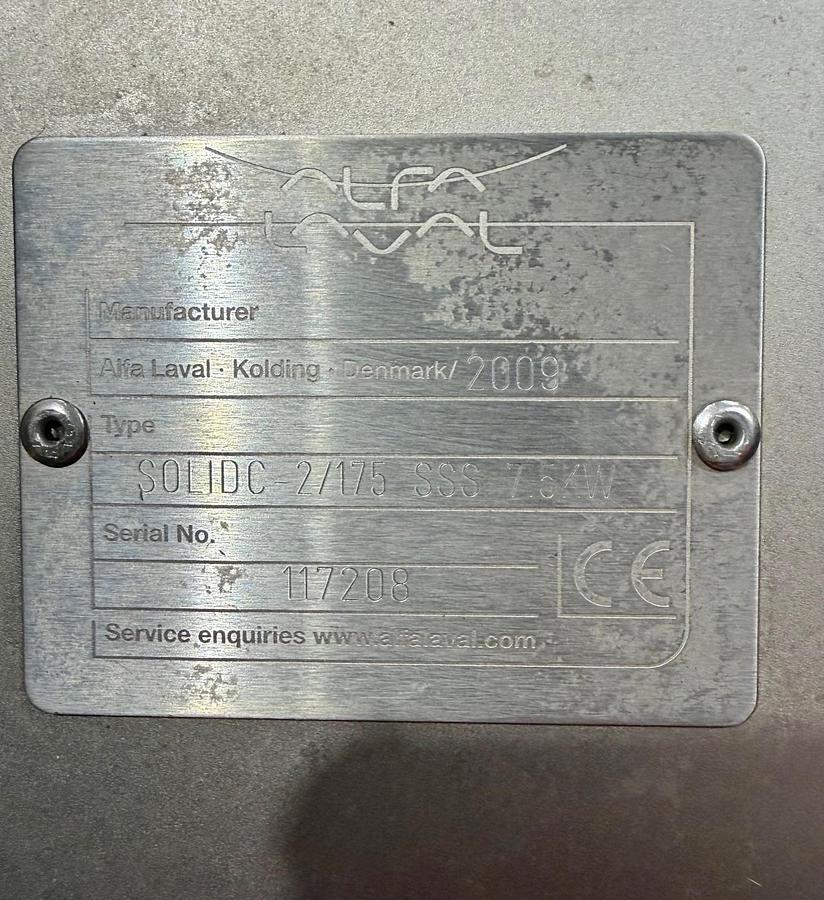 ALFA
LAVAL
Manufacturer
Alfa Laval · Kolding · Denmark/ 2009
Type
SOLIDC-2/175 SSS 7.5KW
Serial No.
117208
CE
Service enquiries www.alfalaval.com